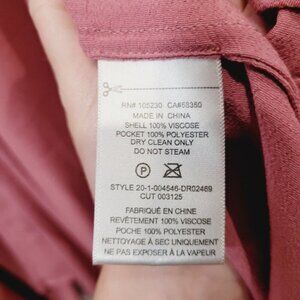 RN# 105230 CA#58350
MADE IN CHINA
SHELL 100% VISCOSE
POCKET 100% POLYESTER
DRY CLEAN ONLY
DO NOT STEAM
P
STYLE 20-1-004546-DR02469
CUT 003125
FABRIQUÉ EN CHINE
REVÊTEMENT 100% VISCOSE
POCHE 100% POLYESTER
NETTOYAGE À SEC UNIQUEMENT
NE PAS EXPOSER À LA VAPEUR